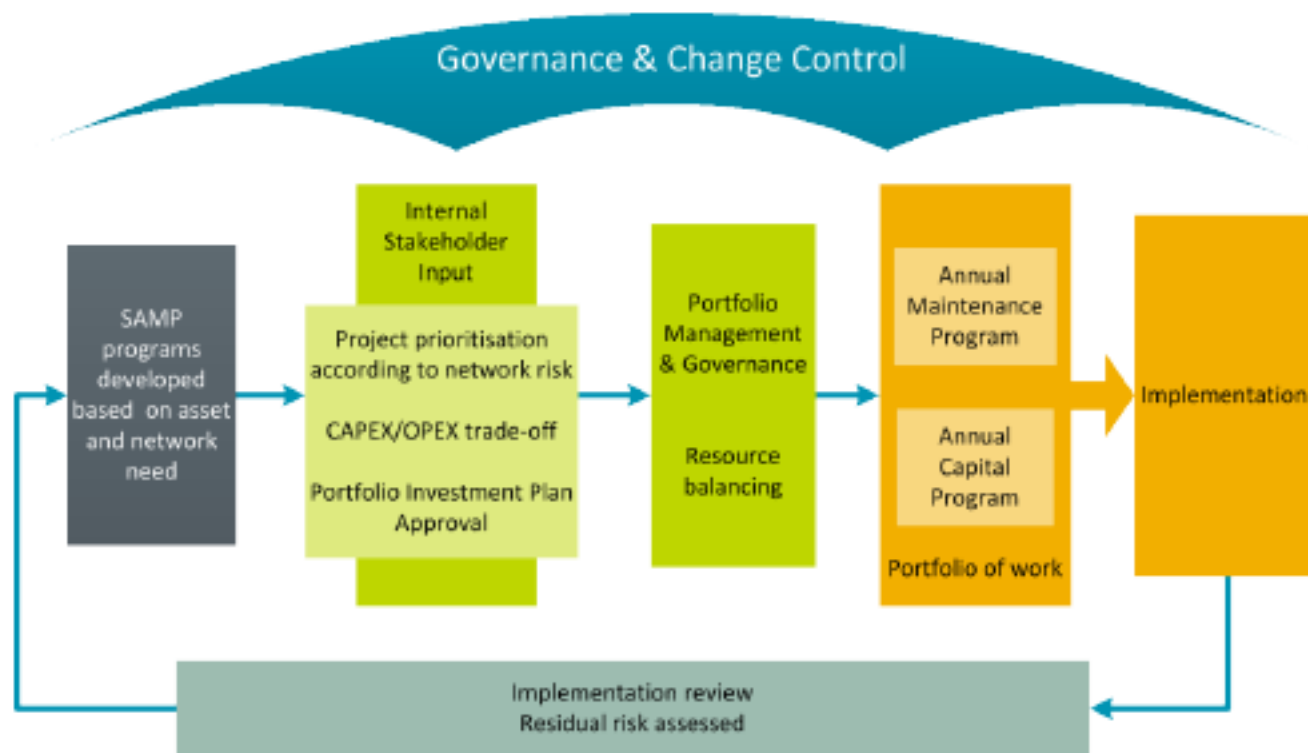 Governance & Change Control
SAMP
programs
developed
based on asset
and network
need
Internal
Stakeholder
Input
Project prioritisation
according to network risk
CAPEX/OPEX trade-off
Portfolio Investment Plan
Approval
Portfolio
Management
& Governance
Resource
balancing
Annual
Maintenance
Program
Annual
Capital
Program
Portfolio of work
Implementation
Implementation review
Residual risk assessed